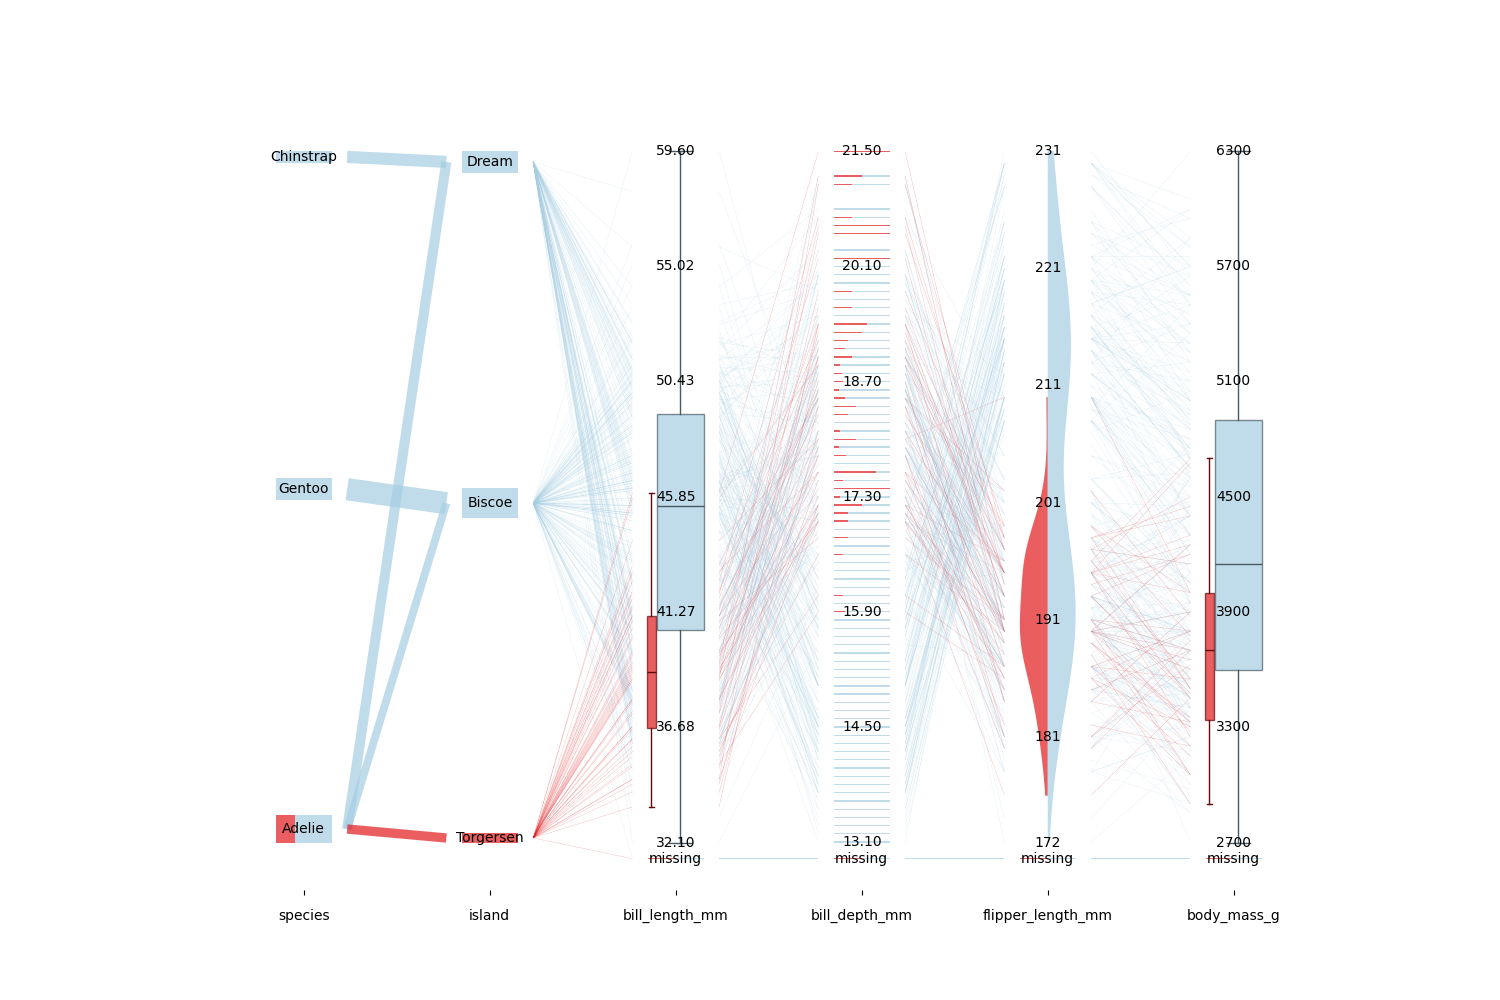 Chinstrap
Gentoo
Adelie
species
Dream
Biscoe
Torgersen
island
59.60
55.02
50.43
45.85
41.27
36.68
32.10
missing
bill_length_mm
21.50
20.10
18.70
17.30
15.90
14.50
13.10
missing
bill_depth_mm
231
221
211
201
191
181
172
missing
flipper_length_mm
6300
5700
5100
4500
3900
3300
2700
missing
body_mass_g